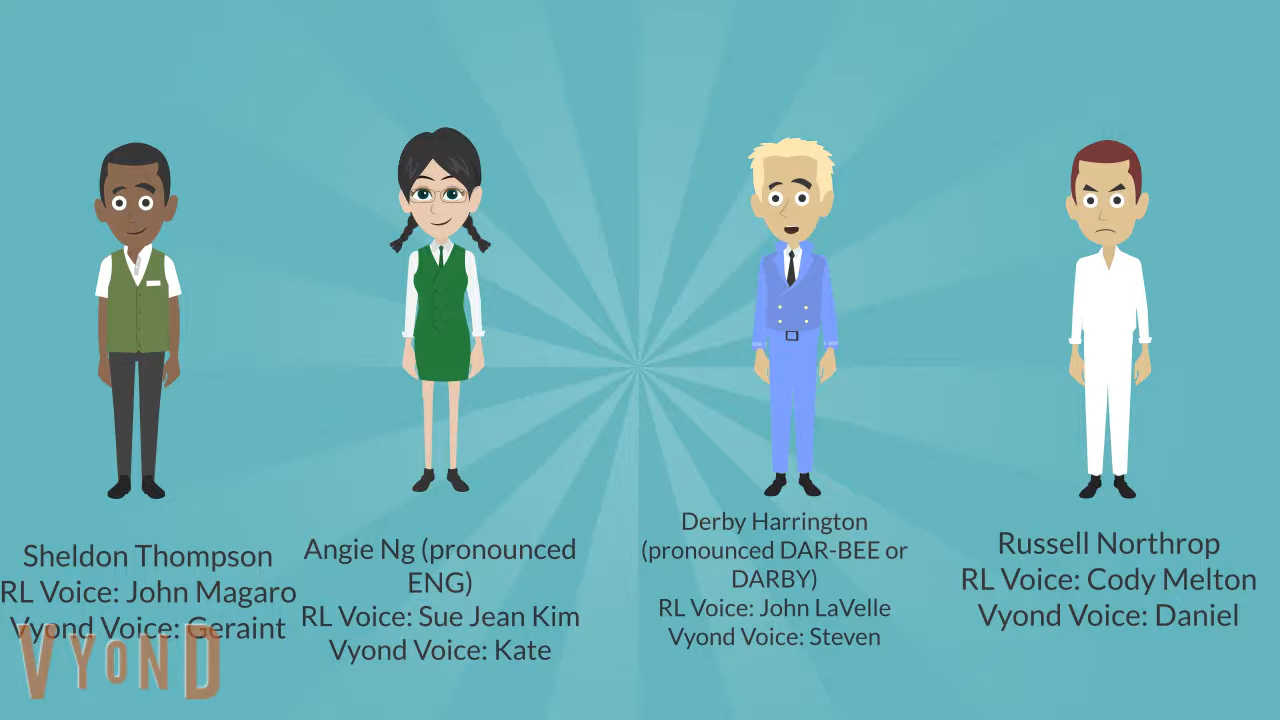 Sheldon Thompson
RL Voice: John Magaro
Vyond Voice: Geraint
Angie Ng (pronounced
ENG)
RL Voice: Sue Jean Kim
Vyond Voice: Kate
Derby Harrington
(pronounced DAR-BEE or
DARBY)
RL Voice: John LaVelle
Vyond Voice: Steven
Russell Northrop
RL Voice: Cody Melton
Vyond Voice: Daniel
VYOND